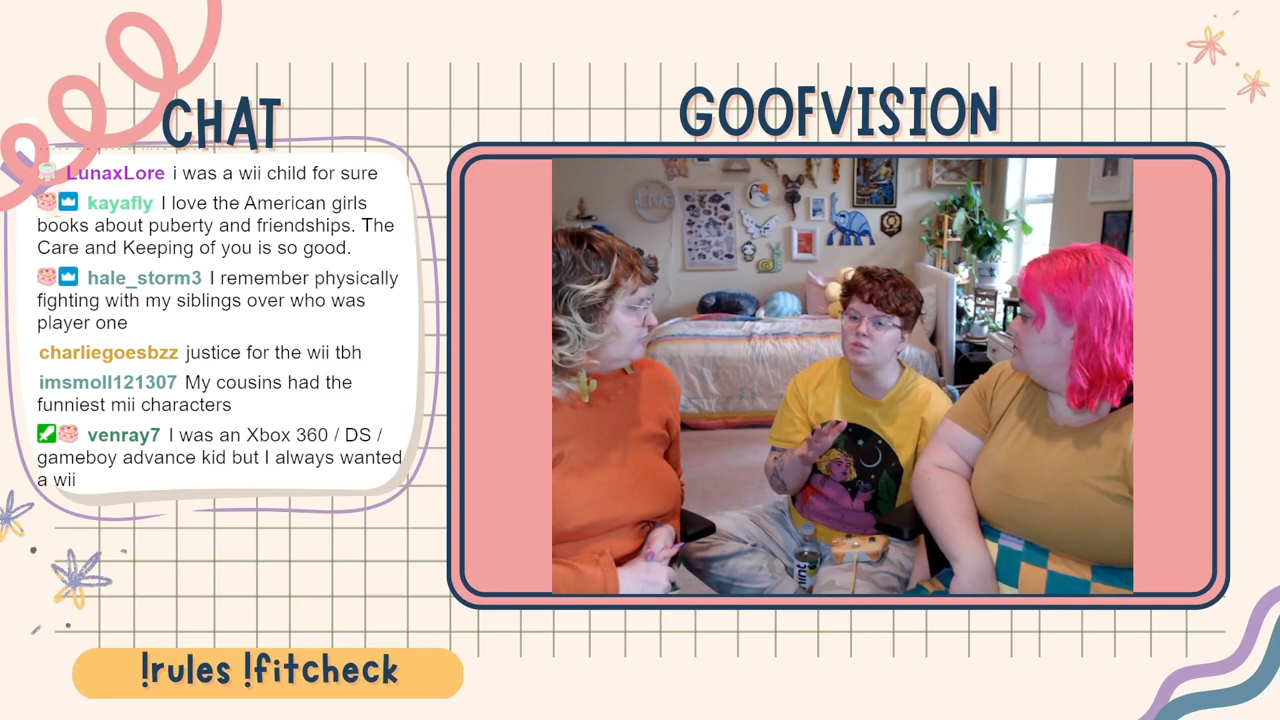 CHAT
GOOFVISION
LunaxLore i was a wii child for sure
kayafly I love the American girls
books about puberty and friendships. The
Care and Keeping of you is so good.
hale_storm3 I remember physically
fighting with my siblings over who was
player one
charliegoesbzz justice for the wii tbh
imsmoll121307 My cousins had the
funniest mii characters
venray7 I was an Xbox 360 / DS /
gameboy advance kid but I always wanted
a wii
LIVE
!rules !fitcheck